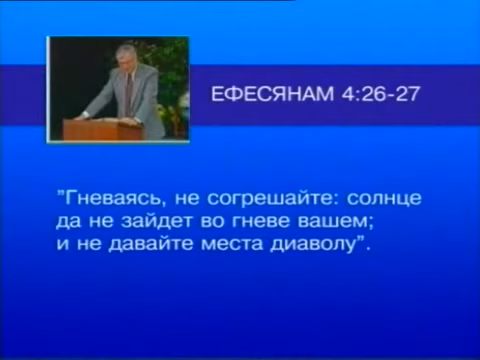 ЕФЕСЯНАМ 4:26-27
"Гневаясь, не согрешайте: солнце
да не зайдет во гневе вашем;
и не давайте места диаволу".